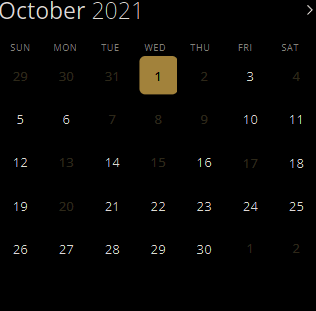 October 2021
SUN MON TUE WED THU FRI SAT
29 30 31 1 2 3 4
5 6 7 8 9 10 11
12 13 14 15 16 17 18
19 20 21 22 23 24 25
26 27 28 29 30 1 2